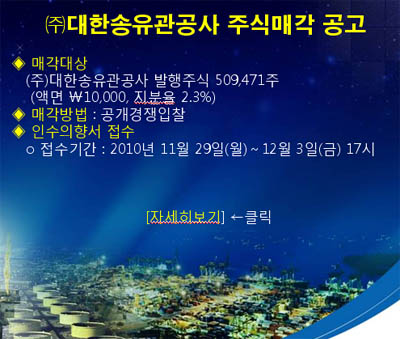 ㈜대한송유관공사 주식매각 공고
◈ 매각대상
(주)대한송유관공사 발행주식 509,471주
(액면 ₩10,000, 지분율 2.3%)
◈ 매각방법 : 공개경쟁입찰
◈ 인수의향서 접수
○ 접수기간 : 2010년 11월 29일(월) ~ 12월 3일(금) 17시
[자세히보기] ←클릭